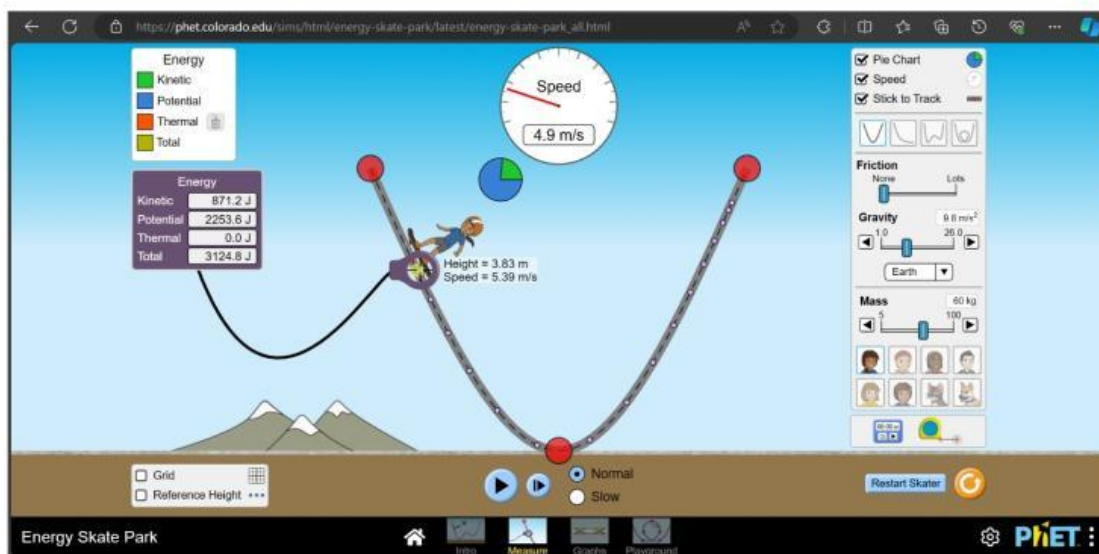 https://phet.colorado.edu/sims/html/energy-skate-park/latest/energy-skate-park_all.html
Energy
Kinetic
Potential
Thermal
Total
Energy
Kinetic 871.2 J
Potential 2253.6 J
Thermal 0.0 J
Total 3124.8 J
Speed
4.9 m/s
Height = 3.83 m
Speed = 5.39 m/s
Pie Chart
Speed
Stick to Track
Friction
None Lots
Gravity 9.8 m/s²
1.0 26.0
Earth
Mass 60 kg
5 100
Grid
Reference Height
Normal
Slow
Restart Skater
Energy Skate Park
Intro Measure Graphs Playground
PhET